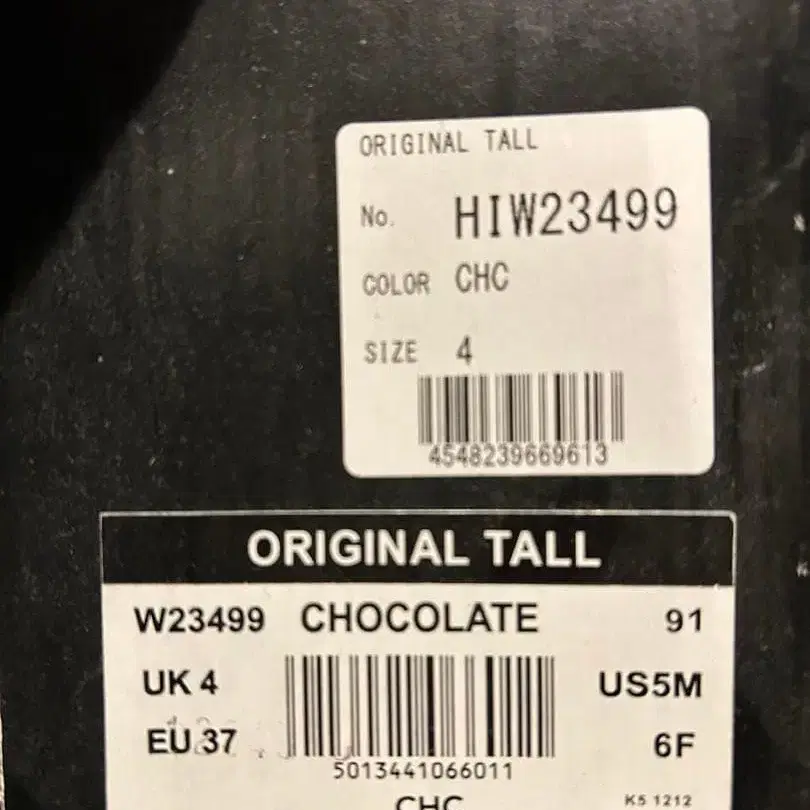 ORIGINAL TALL
No. HIW23499
COLOR CHC
SIZE 4
4548239669613
ORIGINAL TALL
W23499 CHOCOLATE 91
UK 4 US5M
EU 37 6F
5013441066011
CHC K5 1212